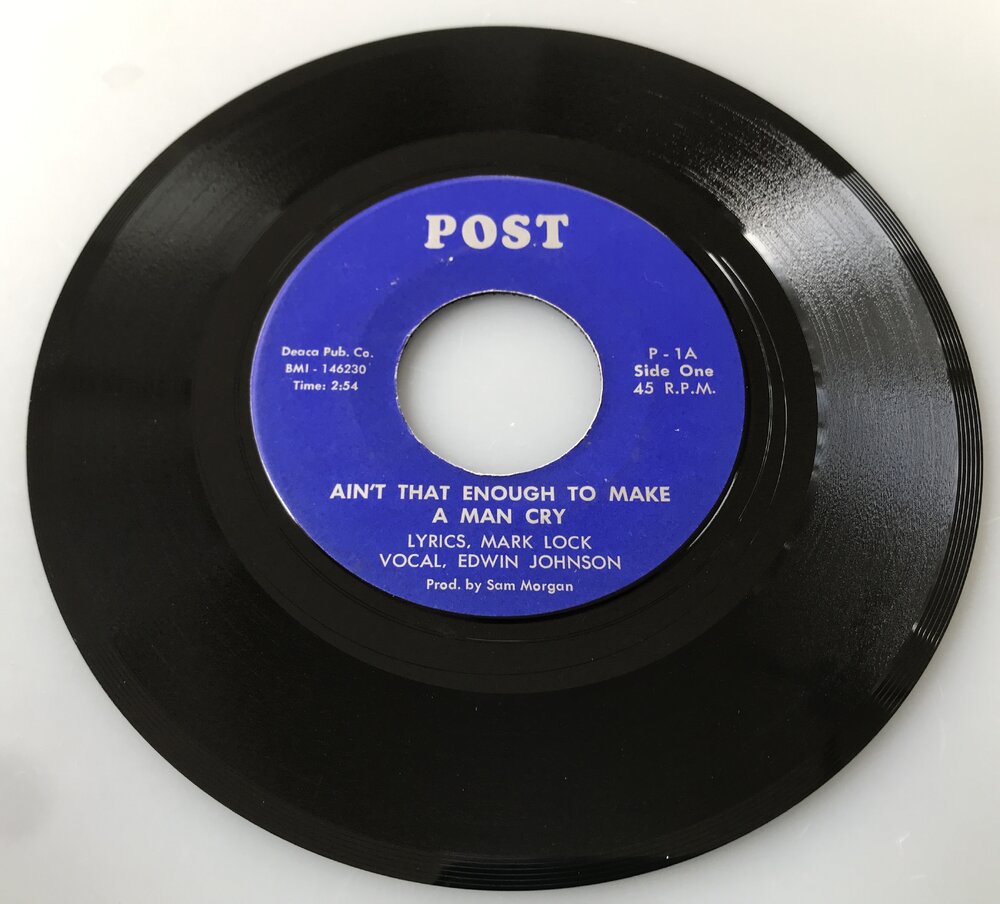 POST
Deaca Pub. Co.
BMI - 146230
Time: 2:54
P - 1A
Side One
45 R.P.M.
AIN'T THAT ENOUGH TO MAKE
A MAN CRY
LYRICS, MARK LOCK
VOCAL, EDWIN JOHNSON
Prod. by Sam Morgan